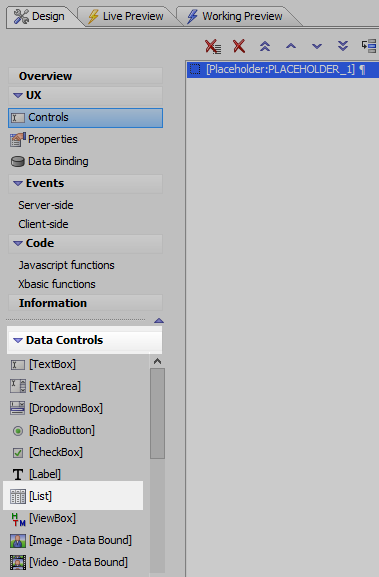 Design Live Preview Working Preview
[Placeholder:PLACEHOLDER_1] ¶
Overview
UX
Controls
Properties
Data Binding
Events
Server-side
Client-side
Code
Javascript functions
Xbasic functions
Information
Data Controls
[TextBox]
[TextArea]
[DropdownBox]
[RadioButton]
[CheckBox]
T [Label]
[List]
HTM [ViewBox]
[Image - Data Bound]
[Video - Data Bound]